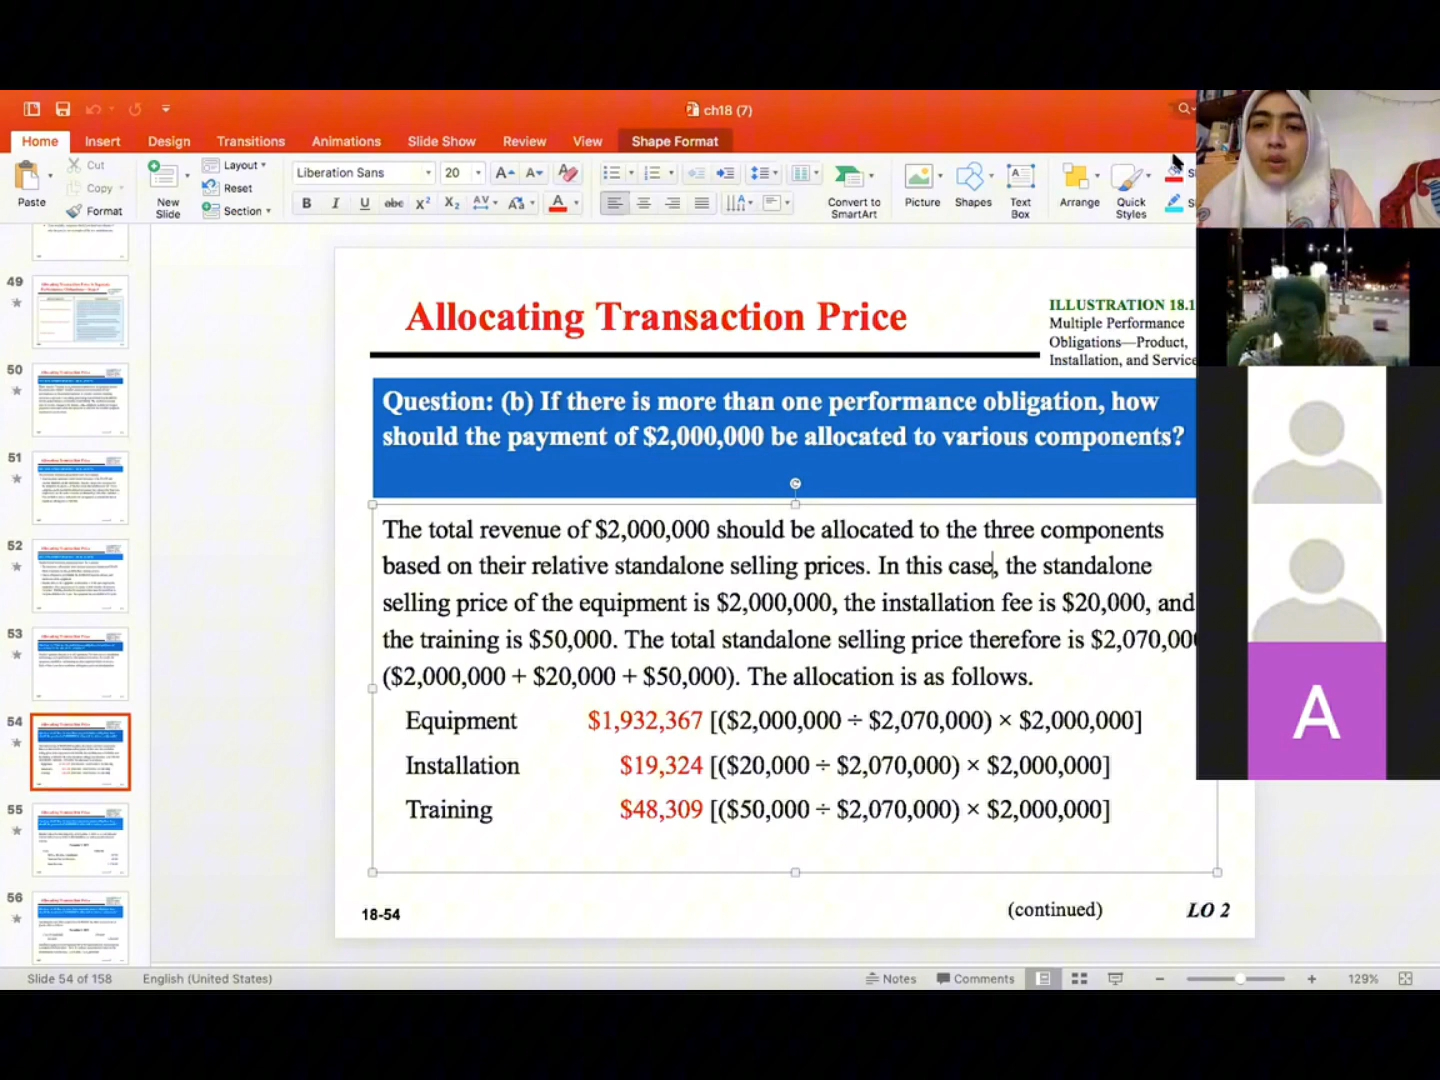 ch18 (7)
Home Insert Design Transitions Animations Slide Show Review View Shape Format
Paste
Cut
Copy
Format
New
Slide
Layout
Reset
Section
Liberation Sans 20
Convert to
SmartArt
Picture Shapes Text
Box
Arrange Quick
Styles
49
50
51
52
53
54
55
56
Allocating Transaction Price
ILLUSTRATION 18.1
Multiple Performance
Obligations—Product,
Installation, and Service
Question: (b) If there is more than one performance obligation, how
should the payment of $2,000,000 be allocated to various components?
The total revenue of $2,000,000 should be allocated to the three components
based on their relative standalone selling prices. In this case, the standalone
selling price of the equipment is $2,000,000, the installation fee is $20,000, and
the training is $50,000. The total standalone selling price therefore is $2,070,00
($2,000,000 + $20,000 + $50,000). The allocation is as follows.
Equipment $1,932,367 [($2,000,000 ÷ $2,070,000) × $2,000,000]
Installation $19,324 [($20,000 ÷ $2,070,000) × $2,000,000]
Training $48,309 [($50,000 ÷ $2,070,000) × $2,000,000]
18-54 (continued) LO 2
A
Slide 54 of 158 English (United States) Notes Comments 129%